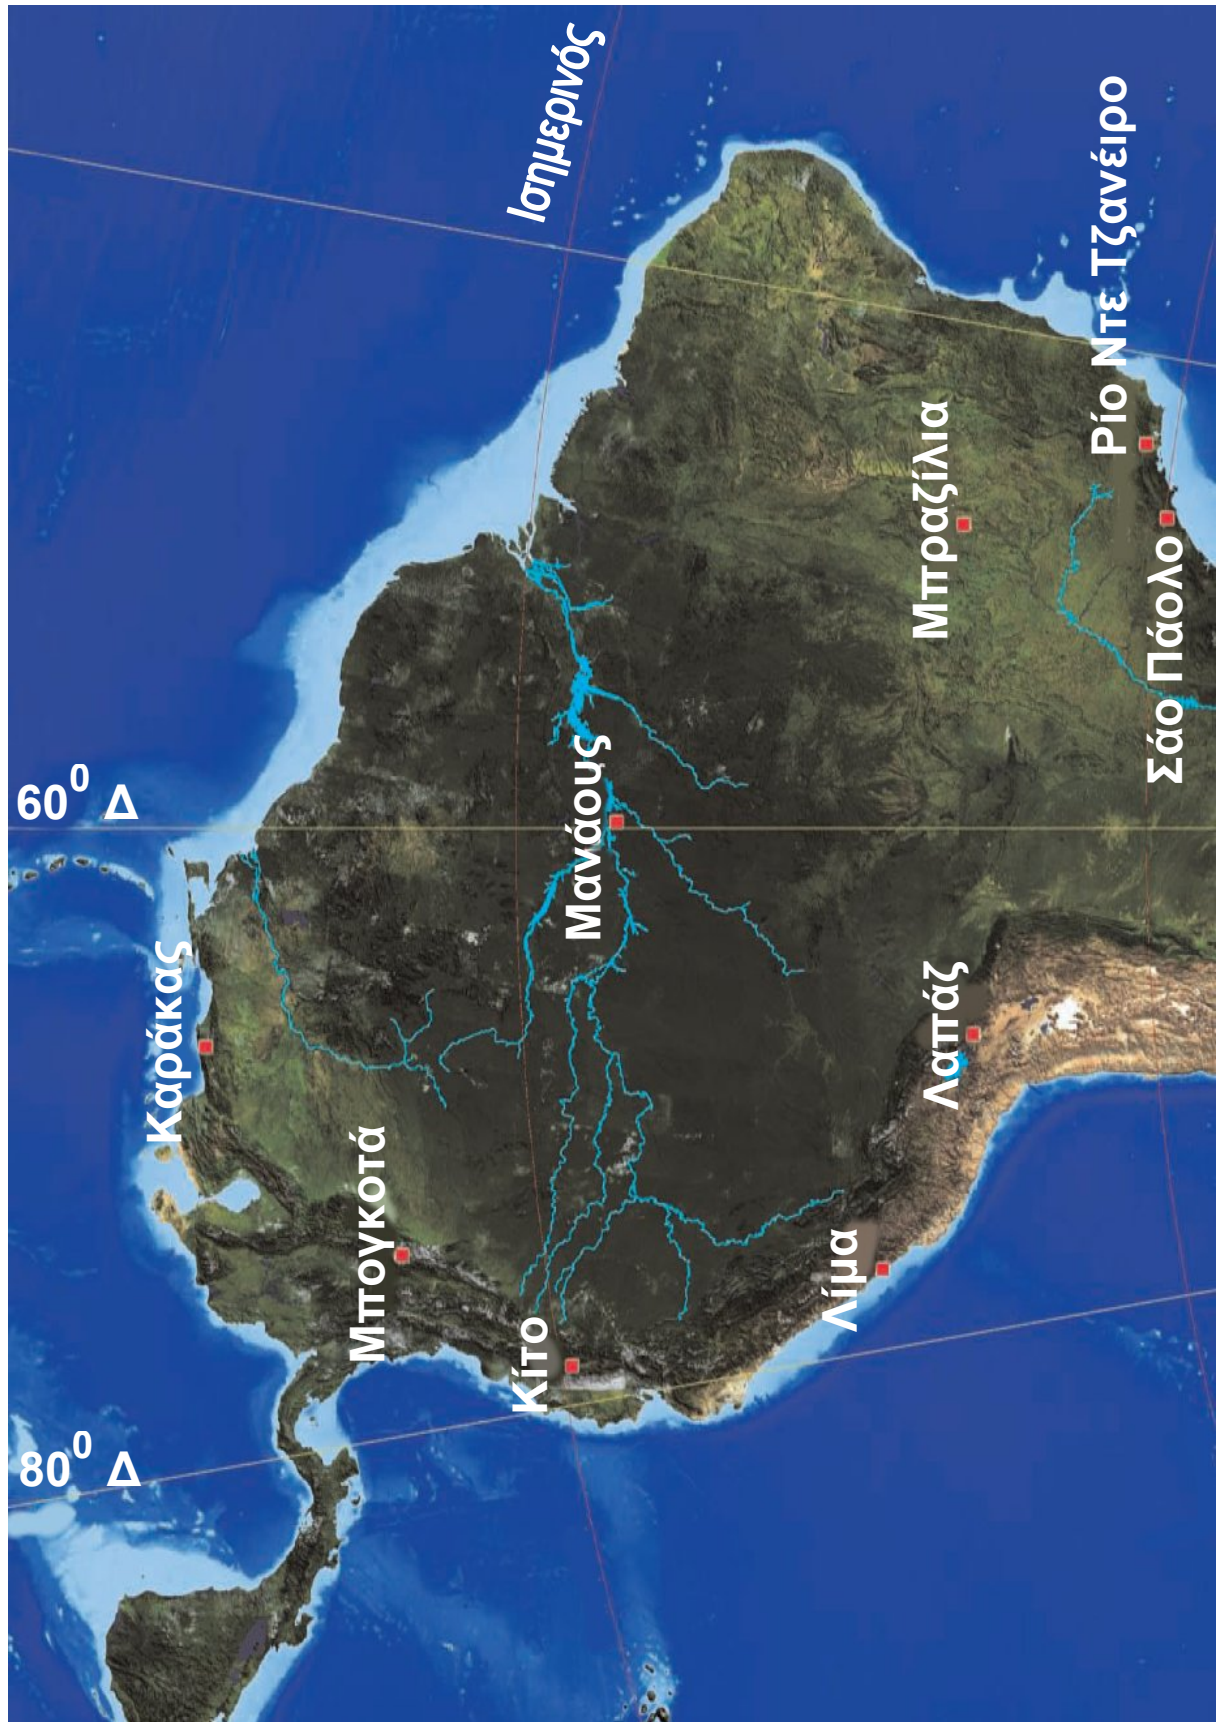 Ισημερινός
Ρίο Ντε Τζανέιρο
Μπραζίλια
Σάο Πάολο
60⁰ Δ
Μανάους
Καράκας
Λαπάζ
Μπογκοτά
Λίμα
Κίτο
80⁰ Δ